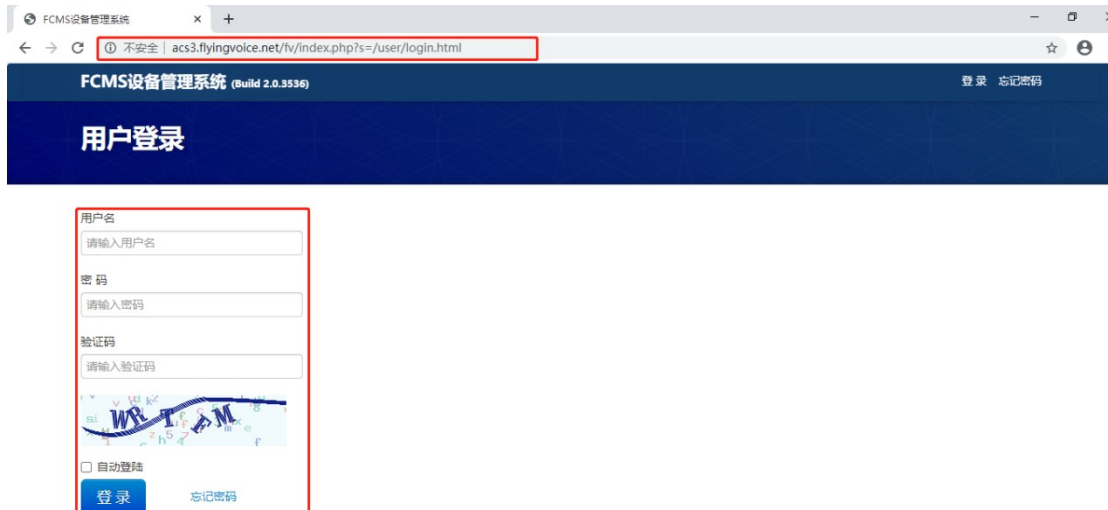 FCMS设备管理系统
不安全 | acs3.flyingvoice.net/fv/index.php?s=/user/login.html
FCMS设备管理系统 (Build 2.0.3536)
登 录 忘记密码
用户登录
用户名
请输入用户名
密 码
请输入密码
验证码
请输入验证码
自动登陆
登 录 忘记密码